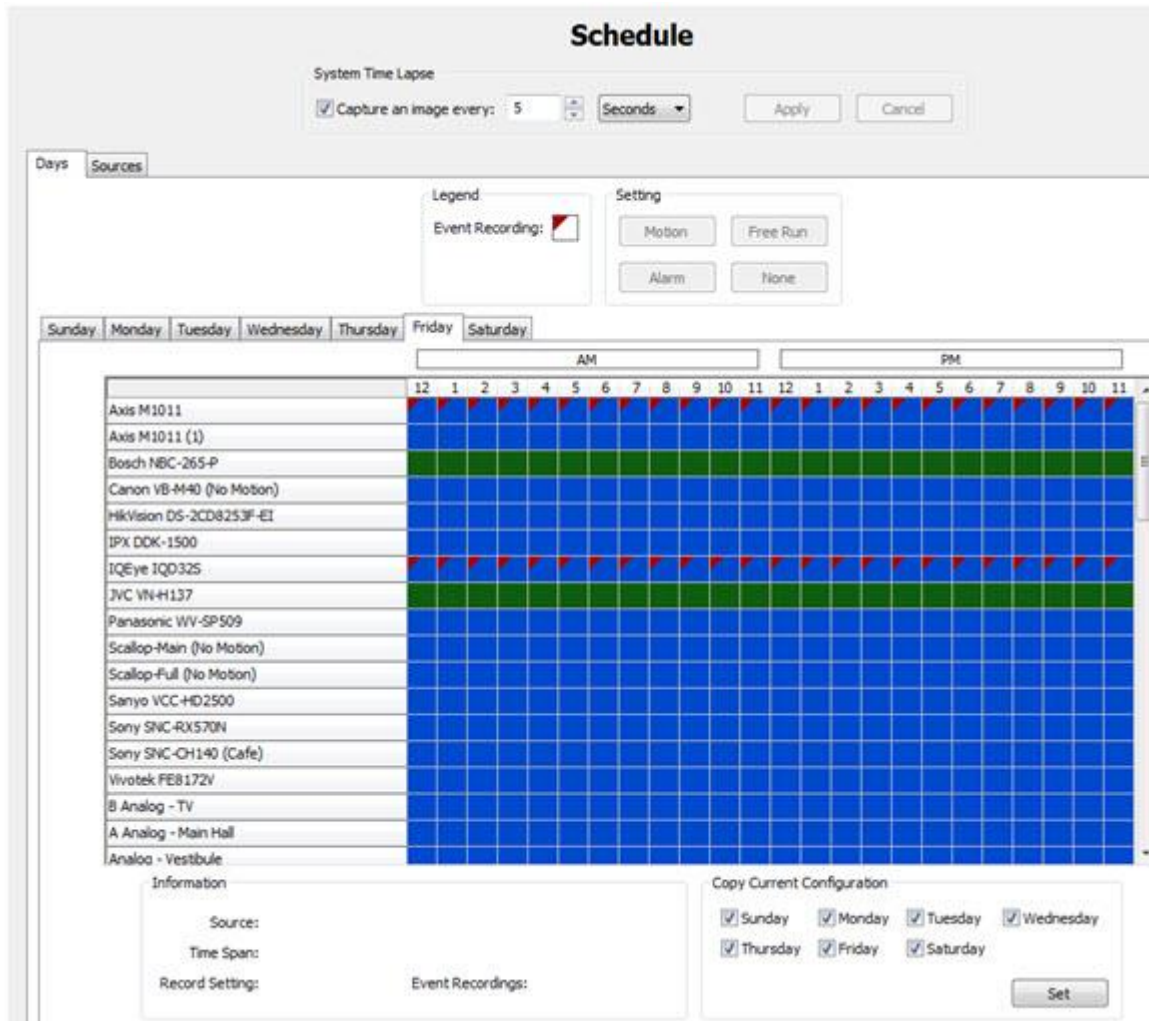 Schedule
System Time Lapse
Capture an image every: 5 Seconds Apply Cancel
Days Sources
Legend Setting
Event Recording: Motion Free Run
Alarm None
Sunday Monday Tuesday Wednesday Thursday Friday Saturday
AM PM
12 1 2 3 4 5 6 7 8 9 10 11 12 1 2 3 4 5 6 7 8 9 10 11
Axis M1011
Axis M1011 (1)
Bosch NBC-265-P
Canon VB-M40 (No Motion)
HikVision DS-2CD8253F-EI
IPX DDK-1500
IQEye IQD32S
JVC VN-H137
Panasonic WV-SP509
Scallop-Main (No Motion)
Scallop-Full (No Motion)
Sanyo VCC-HD2500
Sony SNC-RX570N
Sony SNC-CH140 (Cafe)
Vivotek FE8172V
B Analog - TV
A Analog - Main Hall
Analog - Vestibule
Information Copy Current Configuration
Source: Sunday Monday Tuesday Wednesday
Time Span: Thursday Friday Saturday
Record Setting: Event Recordings:
Set